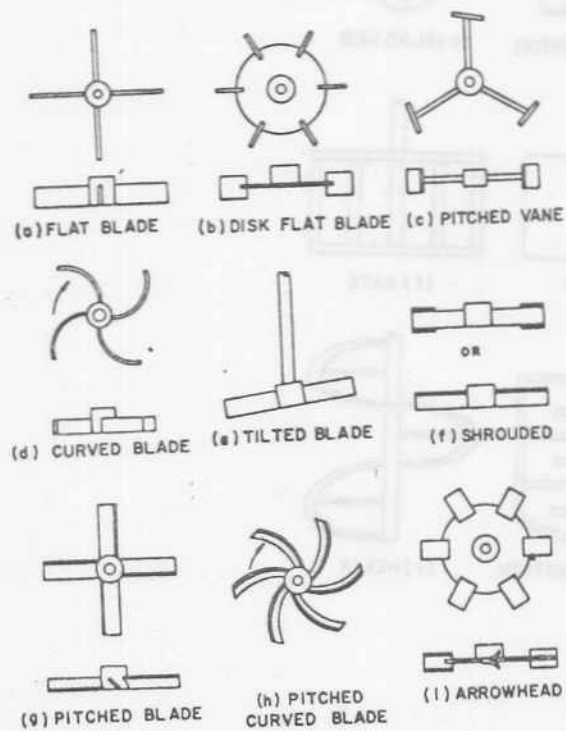 (a) FLAT BLADE
(b) DISK FLAT BLADE
(c) PITCHED VANE
(d) CURVED BLADE
(e) TILTED BLADE
OR
(f) SHROUDED
(g) PITCHED BLADE
(h) PITCHED
CURVED BLADE
(i) ARROWHEAD